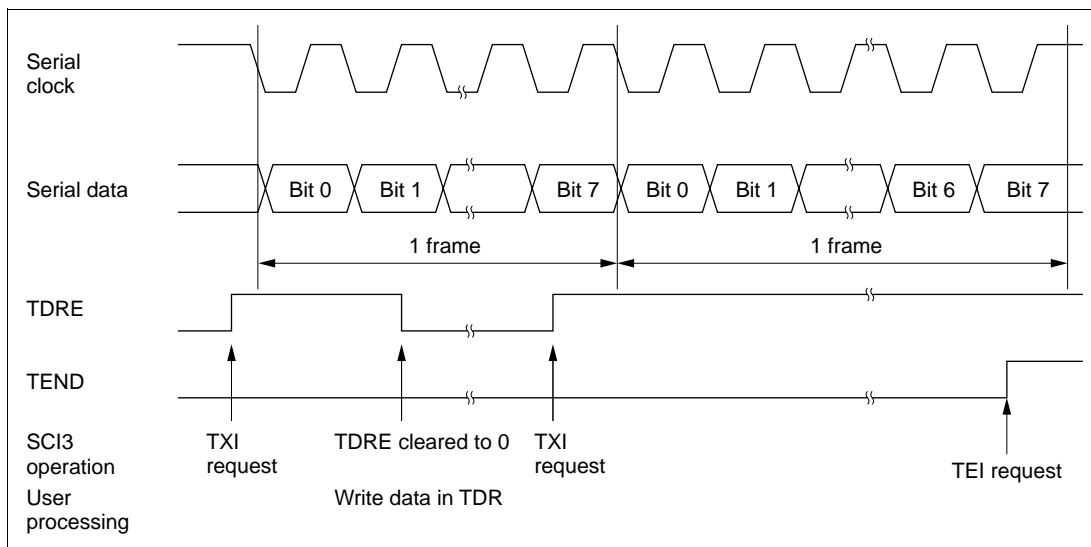 Serial
clock
Serial data
Bit 0
Bit 1
Bit 7
Bit 0
Bit 1
Bit 6
Bit 7
1 frame
1 frame
TDRE
TEND
SCI3
operation
TXI
request
TDRE cleared to 0
TXI
request
TEI request
User
processing
Write data in TDR